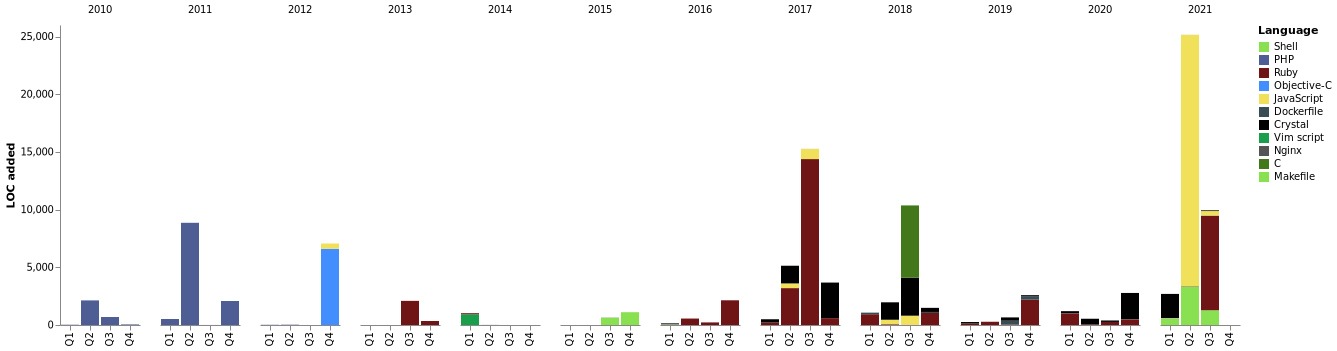 2010 2011 2012 2013 2014 2015 2016 2017 2018 2019 2020 2021
LOC added
25,000
20,000
15,000
10,000
5,000
0
Q1 Q2 Q3 Q4 Q1 Q2 Q3 Q4 Q1 Q2 Q3 Q4 Q1 Q2 Q3 Q4 Q1 Q2 Q3 Q4 Q1 Q2 Q3 Q4 Q1 Q2 Q3 Q4 Q1 Q2 Q3 Q4 Q1 Q2 Q3 Q4 Q1 Q2 Q3 Q4 Q1 Q2 Q3 Q4 Q1 Q2 Q3 Q4
Language
Shell
PHP
Ruby
Objective-C
JavaScript
Dockerfile
Crystal
Vim script
Nginx
C
Makefile